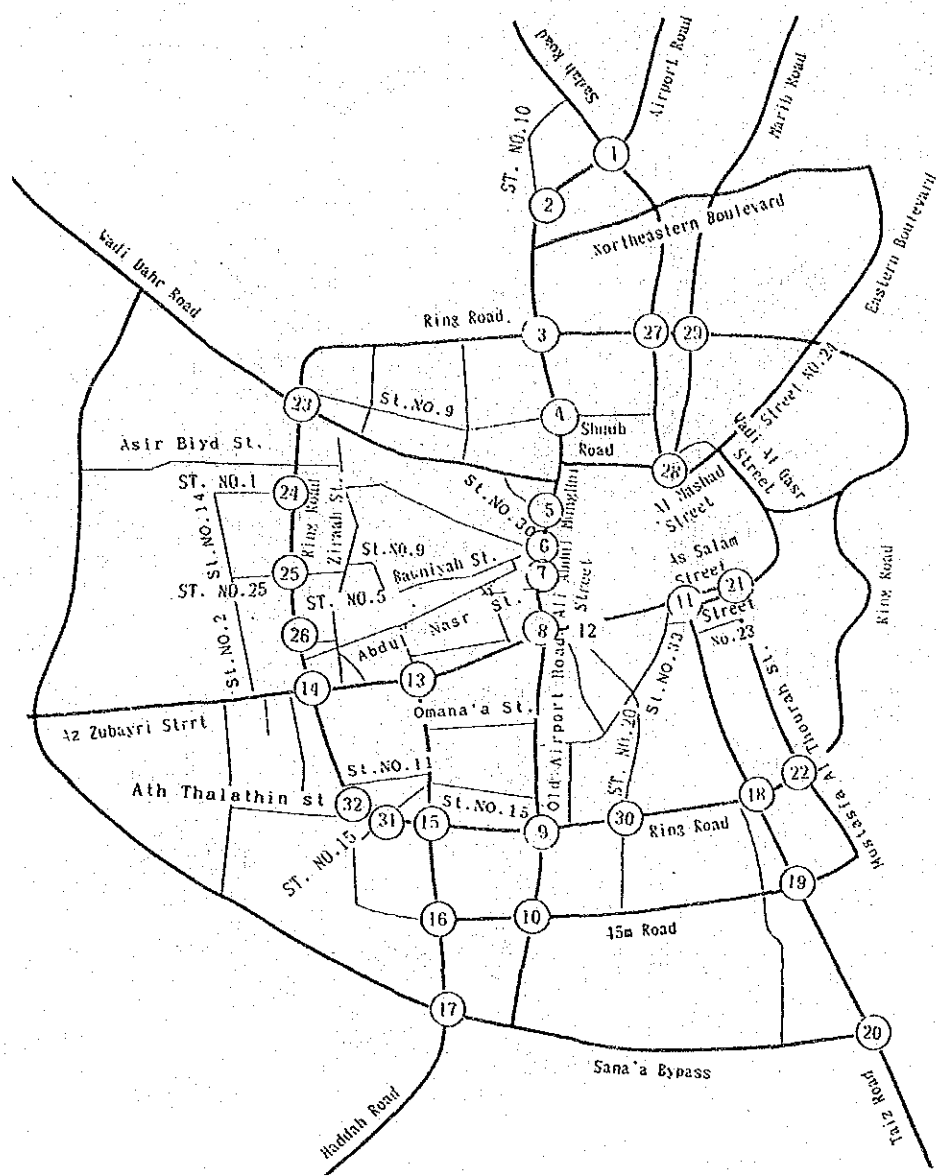 Sadah Road
Airport Road
Marib Road
ST. NO.10
1
2
Northeastern Boulevard
Eastern Boulevard
Wadi Dahr Road
Ring Road.
3
27
29
23
St.NO.9
4
Shuub
Road
Street NO.24
Wadi Al Qasr
Street
28
Asir Biyd St.
ST. NO.1
24
St.NO.30
5
Al Mashad
Street
St.NO.14
Ring Road
Ziraah St.
6
St.NO.9
Street
As Salam
Street
25
ST. NO.25
ST. NO.5
Bawniyah St.
7
11
21
Street
No.23
Ring Road
St.NO.2
26
Abdul
Nasr
St.
8
12
St.NO.33
14
13
Az Zubayri Strrt
Omana'a St.
Old Airport Road
ST. NO.20
Mustasfa Al Thourah St.
St.NO.11
22
Ath Thalathin st
32
31
15
St.NO.15
9
30
Ring Road
18
ST. NO.15
19
16
10
45m Road
17
20
Sana'a Bypass
Haddah Road
Taiz Road